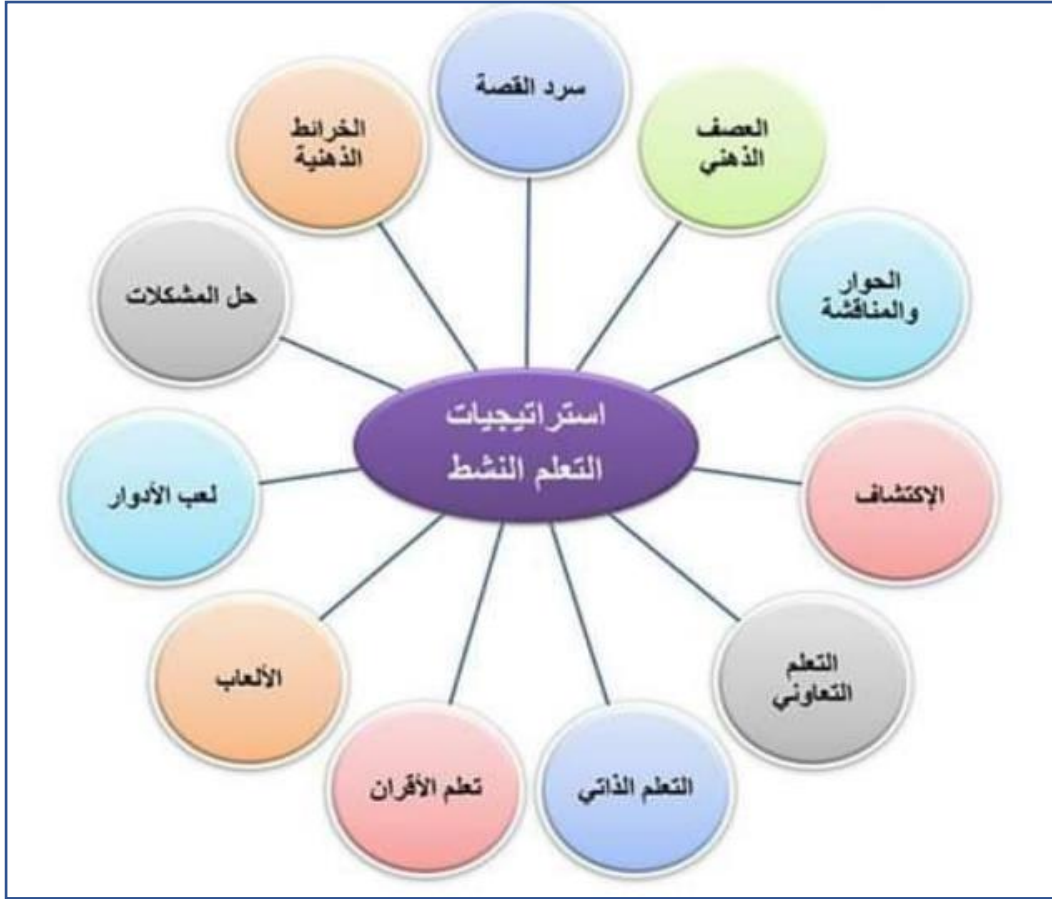 سرد القصة
العصف
الذهني
الحوار
والمناقشة
الإكتشاف
التعلم
التعاوني
التعلم الذاتي
تعلم الأقران
الألعاب
لعب الأدوار
حل المشكلات
الخرائط
الذهنية
استراتيجيات
التعلم النشط